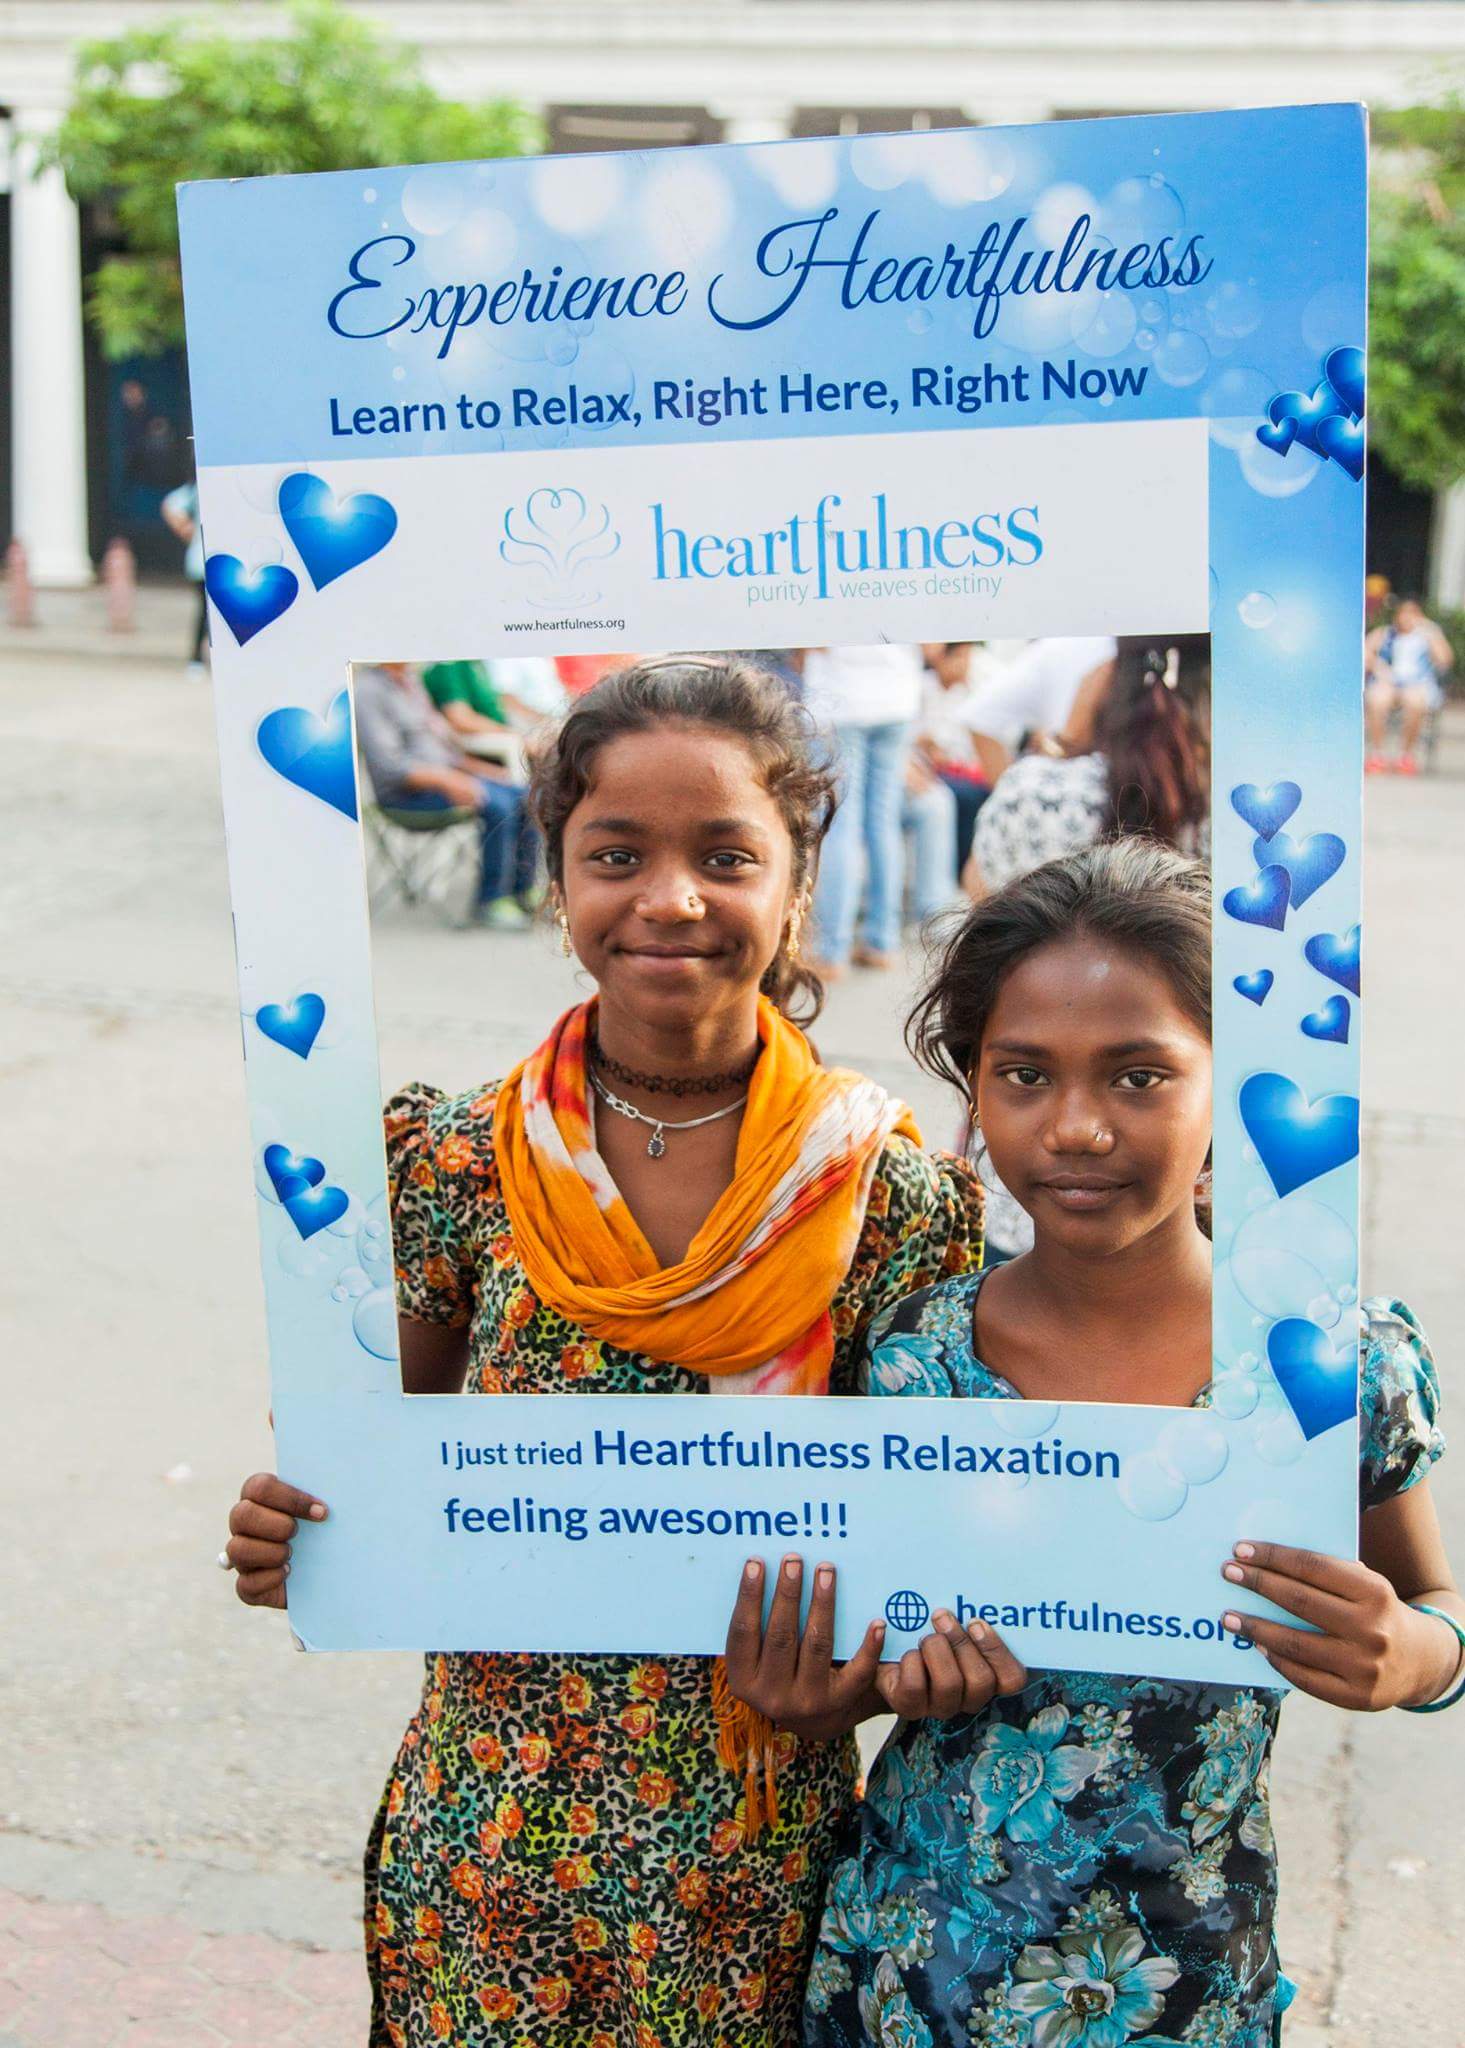 Experience Heartfulness
Learn to Relax, Right Here, Right Now
heartfulness
purity weaves destiny
www.heartfulness.org
I just tried Heartfulness Relaxation
feeling awesome!!!
heartfulness.org